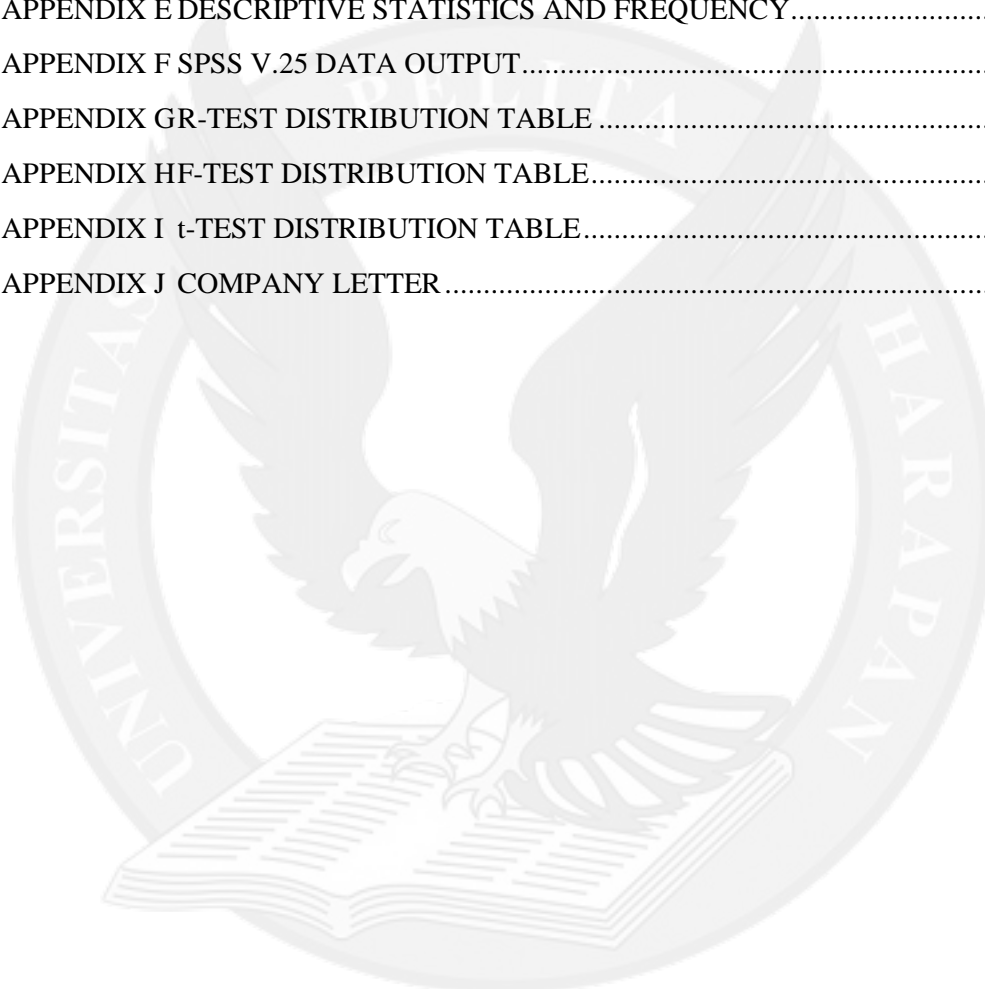 APPENDIX E DESCRIPTIVE STATISTICS AND FREQUENCY..........................
APPENDIX F SPSS V.25 DATA OUTPUT............................................................
APPENDIX GR-TEST DISTRIBUTION TABLE ..................................................
APPENDIX HF-TEST DISTRIBUTION TABLE...................................................
APPENDIX I t-TEST DISTRIBUTION TABLE....................................................
APPENDIX J COMPANY LETTER......................................................................
UNIVERSITAS PELITA HARAPAN